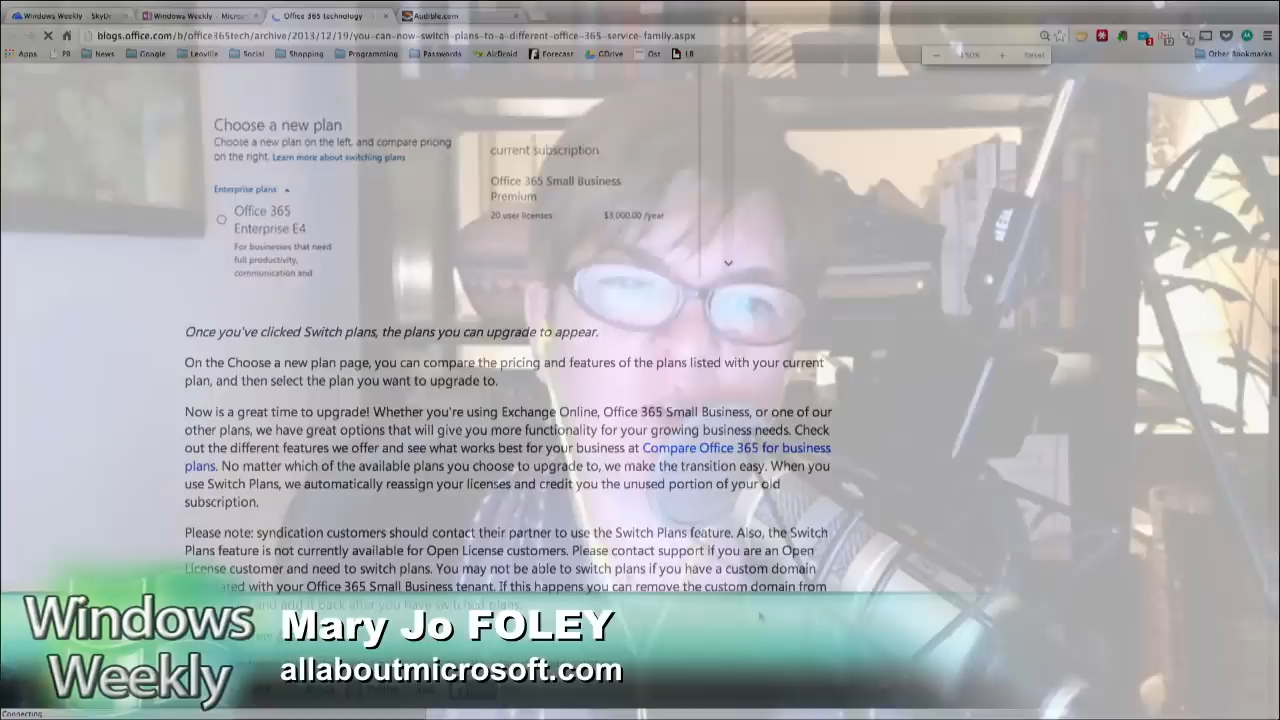 Windows Weekly - SkyDr
Windows Weekly - Micros
Office 365 technology
Audible.com
blogs.office.com/b/office365tech/archive/2013/12/19/you-can-now-switch-plans-to-a-different-office-365-service-family.aspx
Apps PB News Google Leoville Social Shopping Programming Passwords AirDroid Forecast GDrive Ost LB Other Bookmarks
Choose a new plan
Choose a new plan on the left, and compare pricing
on the right. Learn more about switching plans
current subscription
Enterprise plans
Office 365 Small Business
Premium
Office 365
Enterprise E4
20 user licenses $3,000.00 /year
For businesses that need
full productivity,
communication and
Once you've clicked Switch plans, the plans you can upgrade to appear.
On the Choose a new plan page, you can compare the pricing and features of the plans listed with your current
plan, and then select the plan you want to upgrade to.
Now is a great time to upgrade! Whether you're using Exchange Online, Office 365 Small Business, or one of our
other plans, we have great options that will give you more functionality for your growing business needs. Check
out the different features we offer and see what works best for your business at Compare Office 365 for business
plans. No matter which of the available plans you choose to upgrade to, we make the transition easy. When you
use Switch Plans, we automatically reassign your licenses and credit you the unused portion of your old
subscription.
Please note: syndication customers should contact their partner to use the Switch Plans feature. Also, the Switch
Plans feature is not currently available for Open License customers. Please contact support if you are an Open
License customer and need to switch plans. You may not be able to switch plans if you have a custom domain
with your Office 365 Small Business tenant. If this happens you can remove the custom domain from
and add it back after you have switched plans.
Windows
Weekly
Mary Jo FOLEY
allaboutmicrosoft.com
Connecting